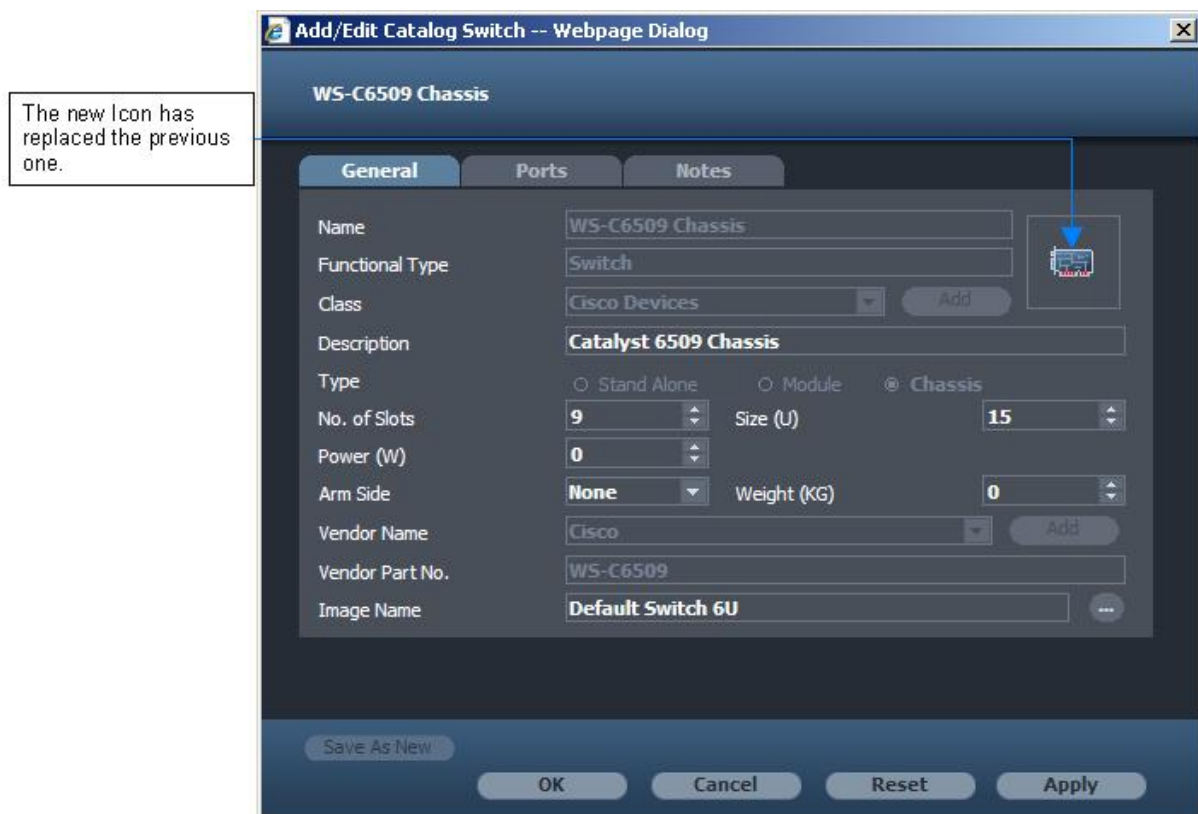 Add/Edit Catalog Switch -- Webpage Dialog
WS-C6509 Chassis
The new Icon has
replaced the previous
one.
General Ports Notes
Name WS-C6509 Chassis
Functional Type Switch
Class Cisco Devices Add
Description Catalyst 6509 Chassis
Type Stand Alone Module Chassis
No. of Slots 9 Size (U) 15
Power (W) 0
Arm Side None Weight (KG) 0
Vendor Name Cisco Add
Vendor Part No. WS-C6509
Image Name Default Switch 6U ...
Save As New
OK Cancel Reset Apply